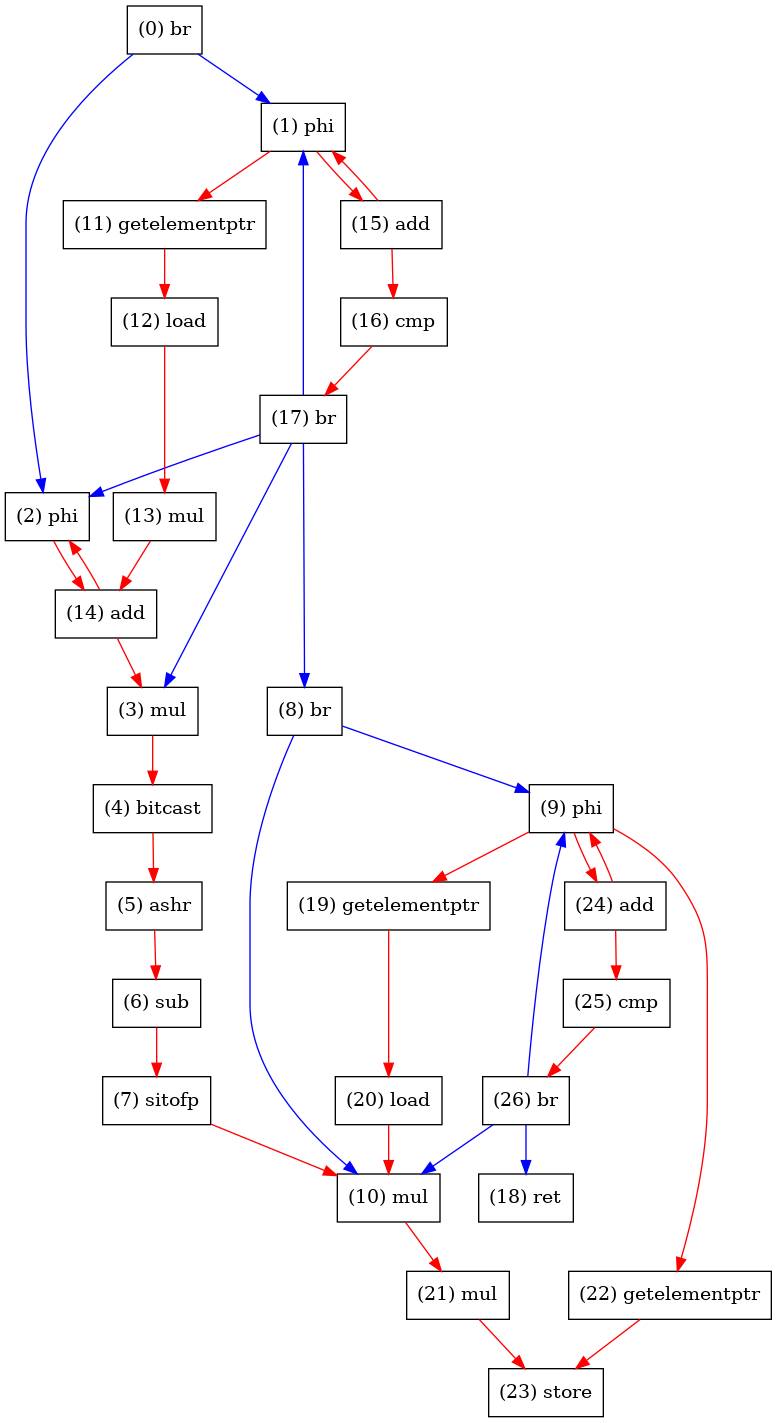 (0) br
(1) phi
(11) getelementptr
(15) add
(12) load
(16) cmp
(17) br
(2) phi
(13) mul
(14) add
(3) mul
(8) br
(4) bitcast
(9) phi
(5) ashr
(19) getelementptr
(24) add
(6) sub
(25) cmp
(7) sitofp
(20) load
(26) br
(10) mul
(18) ret
(21) mul
(22) getelementptr
(23) store